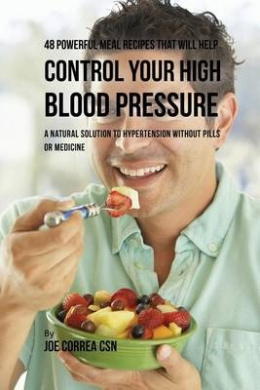 48 POWERFUL MEAL RECIPES THAT WILL HELP
CONTROL YOUR HIGH
BLOOD PRESSURE
A NATURAL SOLUTION TO HYPERTENSION WITHOUT PILLS
OR MEDICINE
By
JOE CORREA CSN